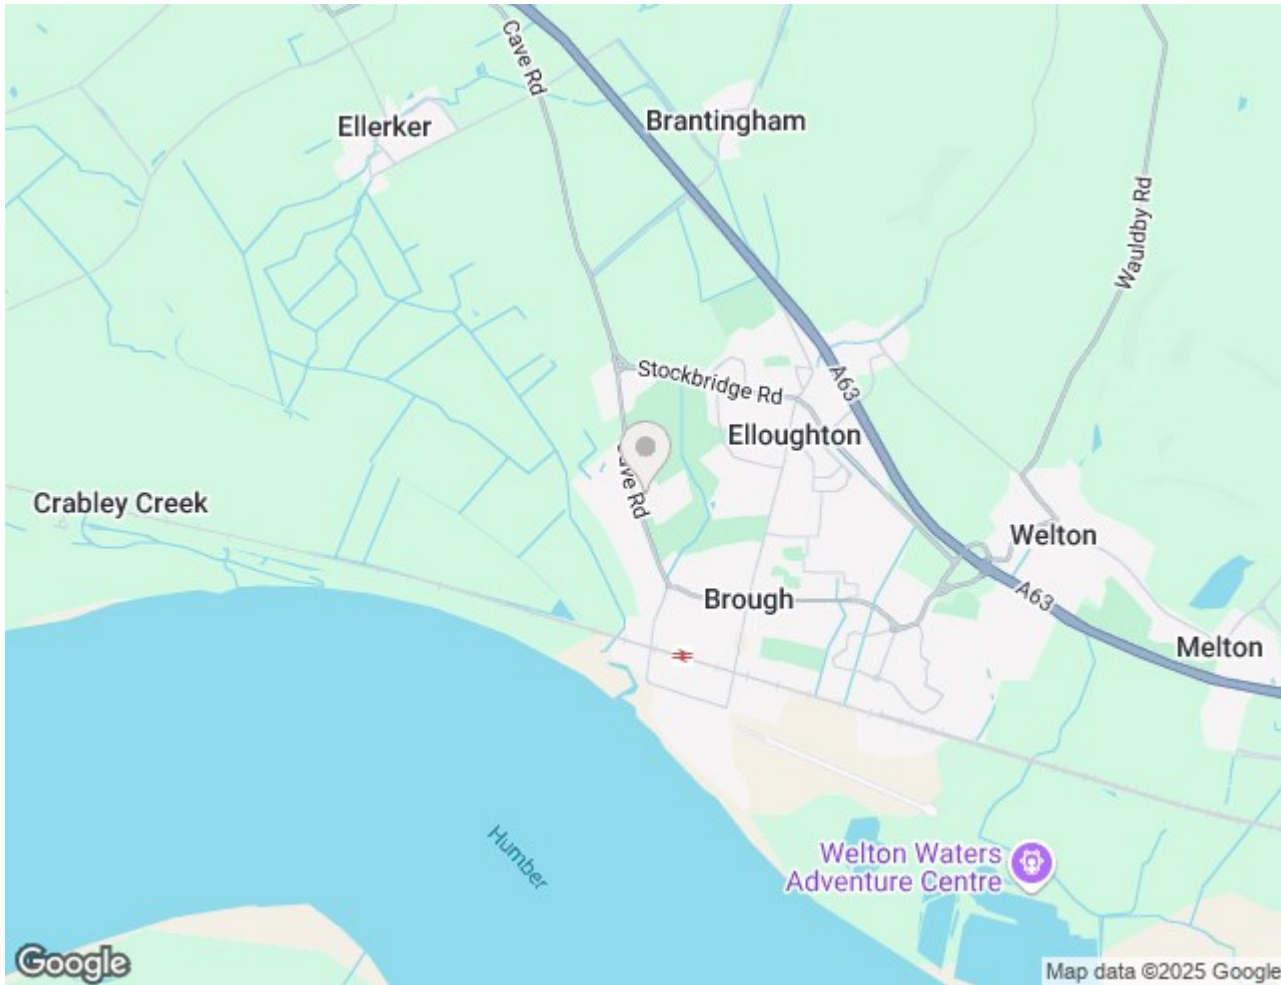 Cave Rd
Ellerker
Brantingham
Wauldby Rd
Stockbridge Rd
A63
Elloughton
Cave Rd
Crabley Creek
Welton
Brough
A63
Melton
Humber
Welton Waters
Adventure Centre
Google
Map data ©2025 Google